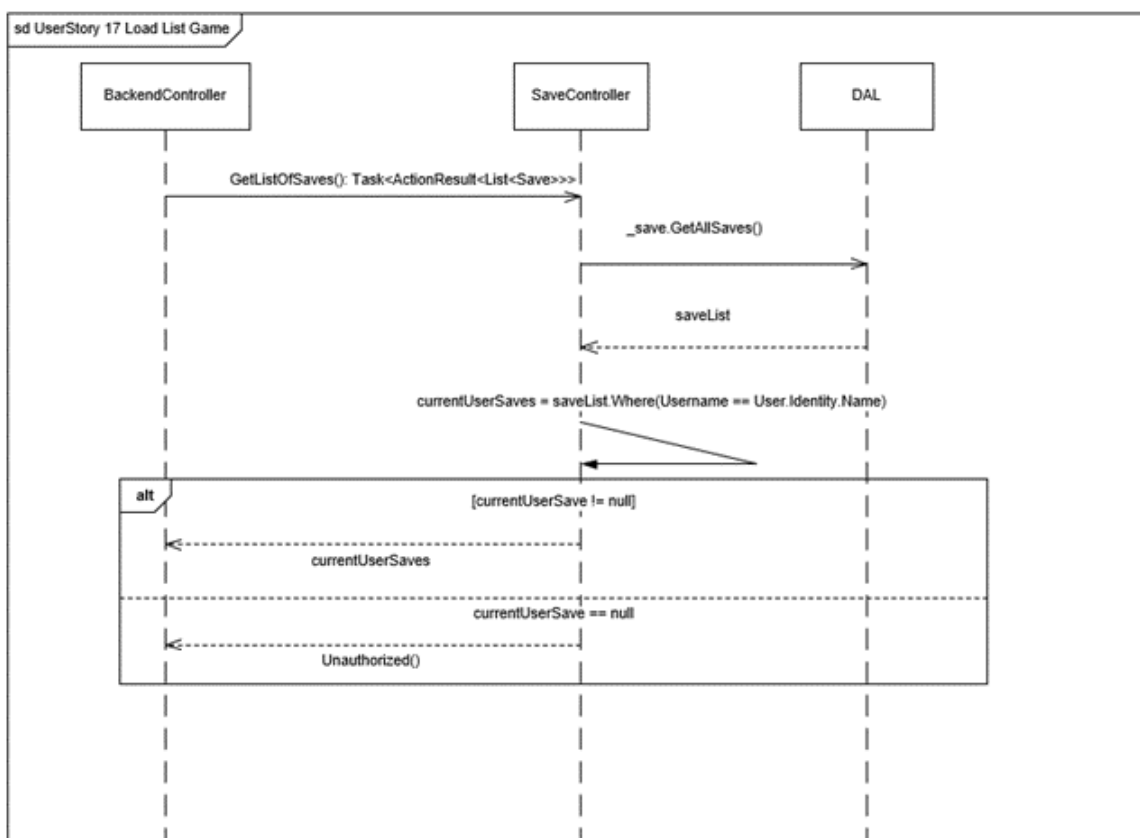 sd UserStory 17 Load List Game
BackendController
SaveController
DAL
GetListOfSaves(): Task<ActionResult<List<Save>>>
_save.GetAllSaves()
saveList
currentUserSaves = saveList.Where(Username == User.Identity.Name)
alt
[currentUserSave != null]
currentUserSaves
currentUserSave == null
Unauthorized()